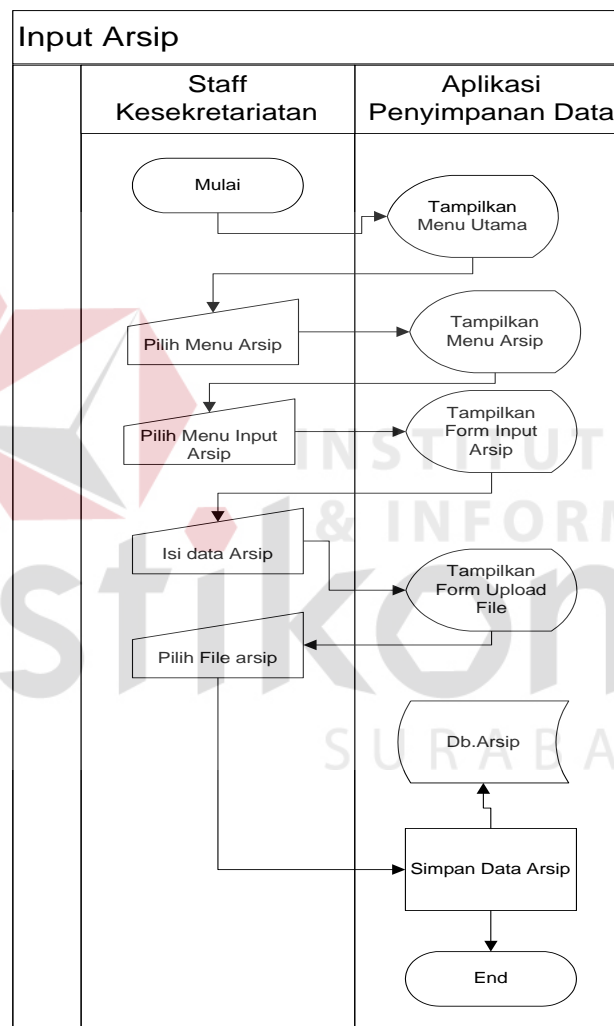 Input Arsip
Staff
Kesekretariatan
Aplikasi
Penyimpanan Data
Mulai
Tampilkan
Menu Utama
Pilih Menu Arsip
Tampilkan
Menu Arsip
Pilih Menu Input
Arsip
Tampilkan
Form Input
Arsip
Isi data Arsip
Tampilkan
Form Upload
File
Pilih File arsip
Db.Arsip
Simpan Data Arsip
End
INSTITUT
& INFORM
stikom
SURABA